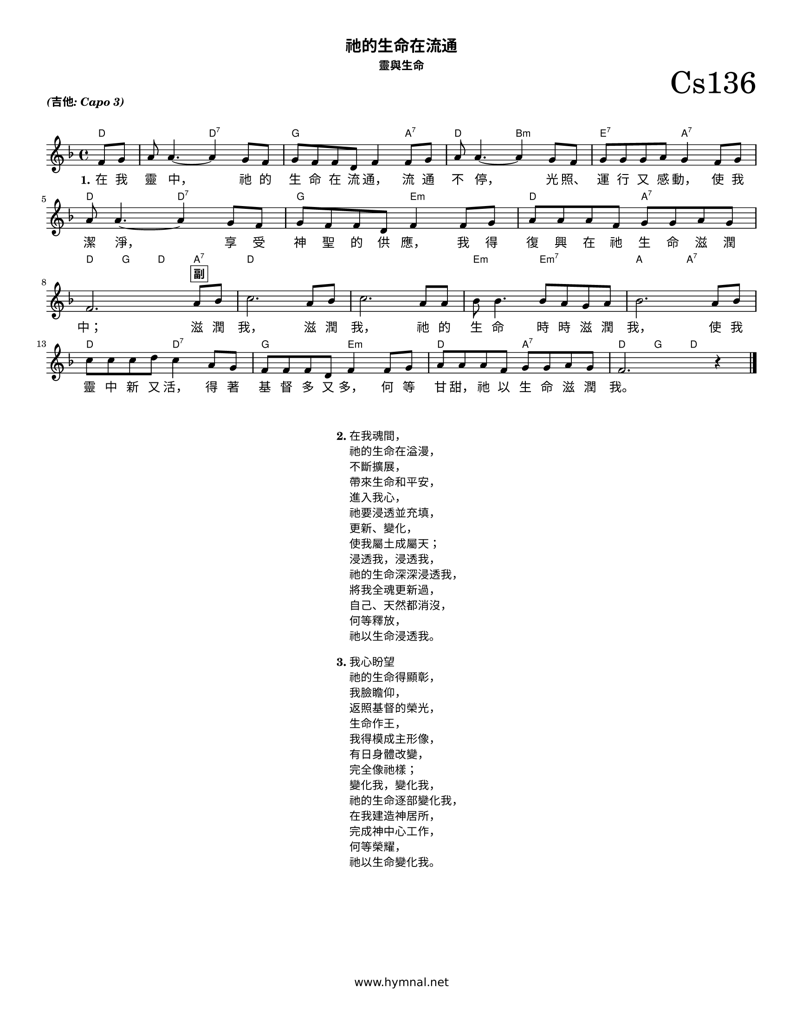 祂的生命在流通
靈與生命
Cs136
(吉他: Capo 3)
D D7 G A7 D Bm E7 A7
1. 在 我 靈 中， 祂 的 生 命 在 流 通， 流 通 不 停， 光 照、 運 行 又 感 動， 使 我
5 D D7 G Em D A7
潔 淨， 享 受 神 聖 的 供 應， 我 得 復 興 在 祂 生 命 滋 潤
D G D A7 D Em Em7 A A7
副
8
中； 滋 潤 我， 滋 潤 我， 祂 的 生 命 時 時 滋 潤 我， 使 我
13 D D7 G Em D A7 D G D
靈 中 新 又 活， 得 著 基 督 多 又 多， 何 等 甘 甜， 祂 以 生 命 滋 潤 我。
2. 在我魂間，
祂的生命在溢漫，
不斷擴展，
帶來生命和平安，
進入我心，
祂要浸透並充填，
更新、變化，
使我屬土成屬天；
浸透我，浸透我，
祂的生命深深浸透我，
將我全魂更新過，
自己、天然都消沒，
何等釋放，
祂以生命浸透我。
3. 我心盼望
祂的生命得顯彰，
我臉瞻仰，
返照基督的榮光，
生命作王，
我得模成主形像，
有日身體改變，
完全像祂樣；
變化我，變化我，
祂的生命逐部變化我，
在我建造神居所，
完成神中心工作，
何等榮耀，
祂以生命變化我。
www.hymnal.net